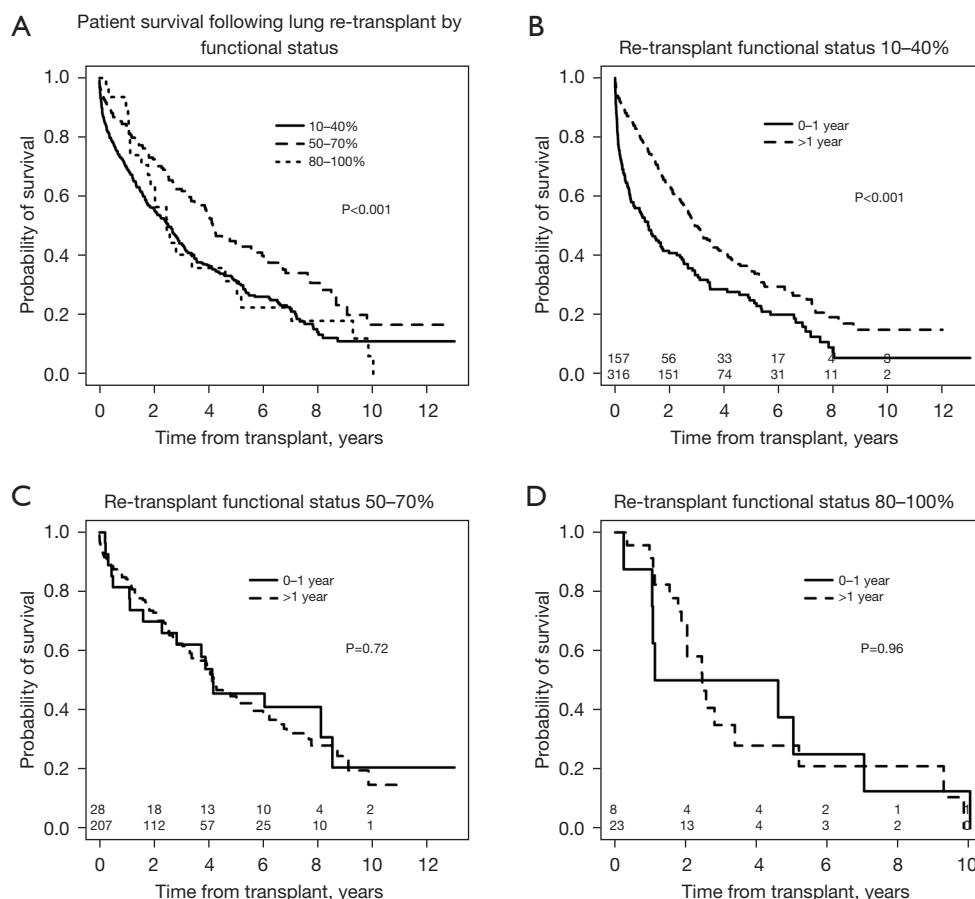 A
Patient survival following lung re-transplant by
functional status
1.0
0.8
0.6
0.4
0.2
0.0
Probability of survival
10–40%
50–70%
80–100%
P<0.001
0 2 4 6 8 10 12
Time from transplant, years
B
Re-transplant functional status 10–40%
1.0
0.8
0.6
0.4
0.2
0.0
Probability of survival
0–1 year
>1 year
P<0.001
157 56 33 17 4 3
316 151 74 31 11 2
0 2 4 6 8 10 12
Time from transplant, years
C
Re-transplant functional status 50–70%
1.0
0.8
0.6
0.4
0.2
0.0
Probability of survival
0–1 year
>1 year
P=0.72
28 18 13 10 4 2
207 112 57 25 10 1
0 2 4 6 8 10 12
Time from transplant, years
D
Re-transplant functional status 80–100%
1.0
0.8
0.6
0.4
0.2
0.0
Probability of survival
0–1 year
>1 year
P=0.96
8 4 4 2 1 1
23 13 4 3 2 0
0 2 4 6 8 10
Time from transplant, years